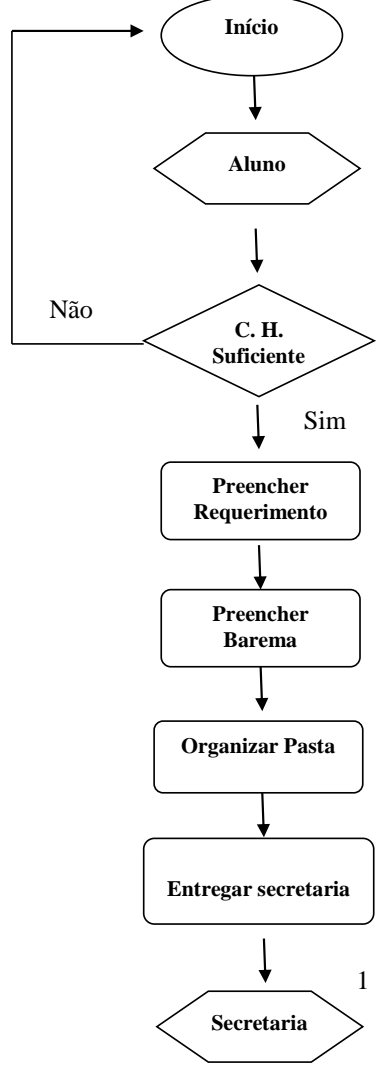 Início
Aluno
Não
C. H.
Suficiente
Sim
Preencher
Requerimento
Preencher
Barema
Organizar Pasta
Entregar secretaria
1
Secretaria